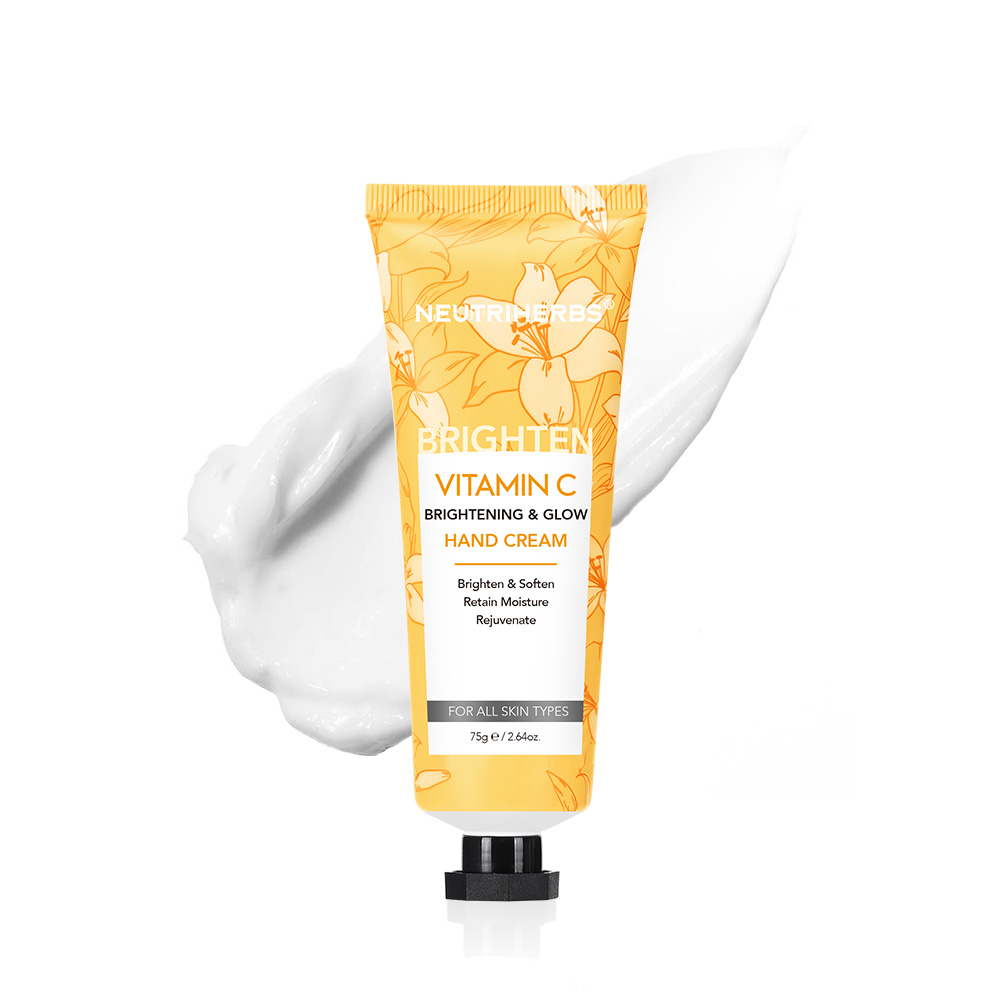 NEUTRIHERBS®
BRIGHTEN
VITAMIN C
BRIGHTENING & GLOW
HAND CREAM
Brighten & Soften
Retain Moisture
Rejuvenate
FOR ALL SKIN TYPES
75g ℮ / 2.64oz.